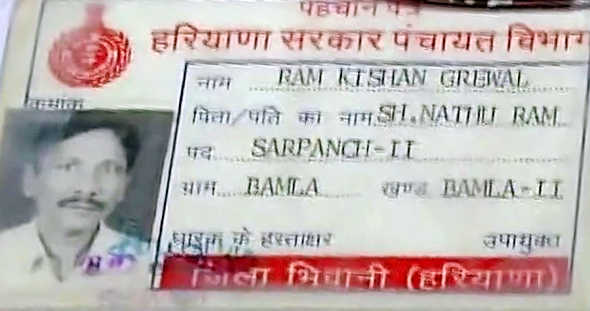 पहचान पत्र
हरियाणा सरकार पंचायत विभाग
क्रमांक
नाम RAM KISHAN GREWAL
पिता/पति का नाम SH.NATHU RAM
पद SARPANCH-II
ग्राम BAMLA खण्ड BAMLA-II
धारक के हस्ताक्षर उपायुक्त
जिला भिवानी (हरियाणा)